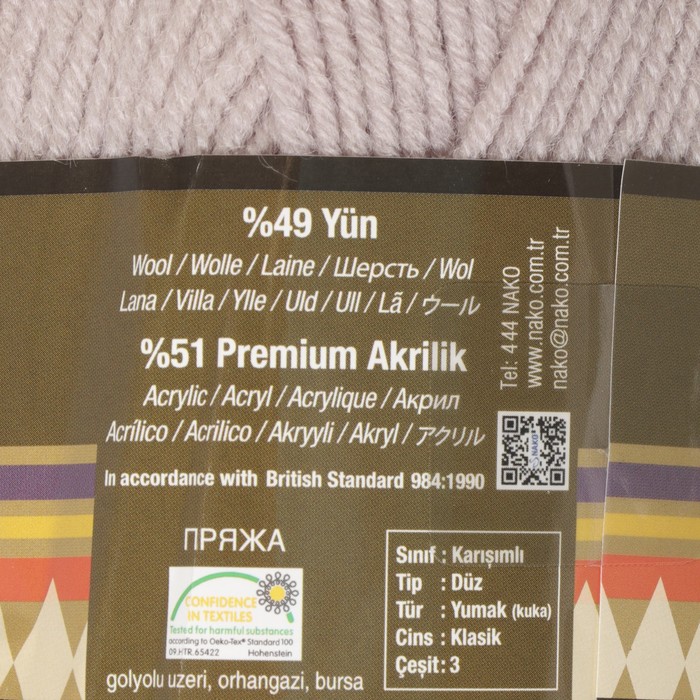 %49 Yün
Wool / Wolle / Laine / Шерсть / Wol
Lana / Villa / Ylle / Uld / Ull / Lã / ウール
%51 Premium Akrilik
Acrylic / Acryl / Acrylique / Акрил
Acrílico / Acrilico / Akryyli / Akryl / アクリル
In accordance with British Standard 984:1990
Tel: 4 44 NAKO
www.nako.com.tr
nako@nako.com.tr
NAKO
ПРЯЖА
CONFIDENCE
IN TEXTILES
Tested for harmful substances
according to Oeko-Tex® Standard 100
09.HTR.65422 Hohenstein
golyolu uzeri, orhangazi, bursa
Sınıf : Karışımlı
Tip : Düz
Tür : Yumak (kuka)
Cins : Klasik
Çeşit : 3